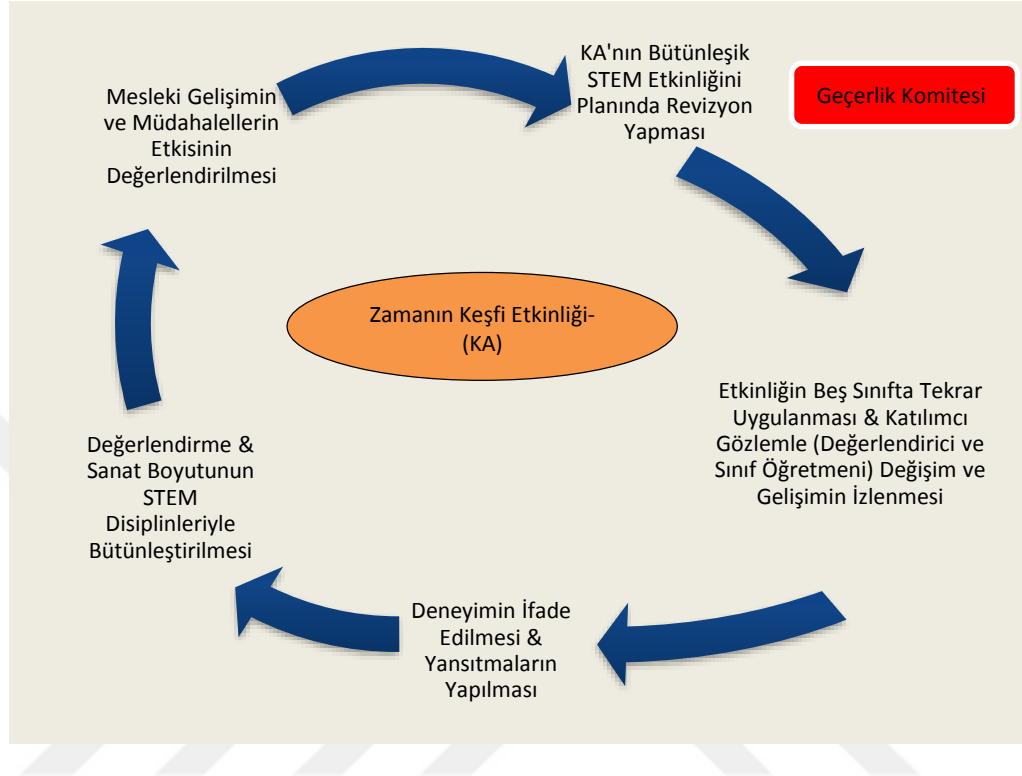 KA'nın Bütünleşik
STEM Etkinliğini
Planında Revizyon
Yapması
Geçerlik Komitesi
Mesleki Gelişimin
ve Müdahalellerin
Etkisinin
Değerlendirilmesi
Zamanın Keşfi Etkinliği-
(KA)
Etkinliğin Beş Sınıfta Tekrar
Uygulanması & Katılımcı
Gözlemle (Değerlendirici ve
Sınıf Öğretmeni) Değişim ve
Gelişimin İzlenmesi
Değerlendirme &
Sanat Boyutunun
STEM
Disiplinleriyle
Bütünleştirilmesi
Deneyimin İfade
Edilmesi &
Yansıtmaların
Yapılması